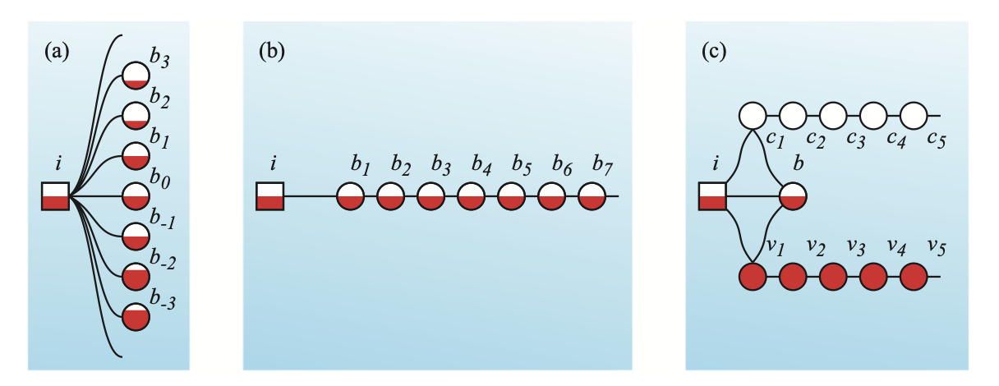 (a)
b3
b2
b1
i
b0
b-1
b-2
b-3
(b)
i b1 b2 b3 b4 b5 b6 b7
(c)
c1 c2 c3 c4 c5
i b
v1 v2 v3 v4 v5